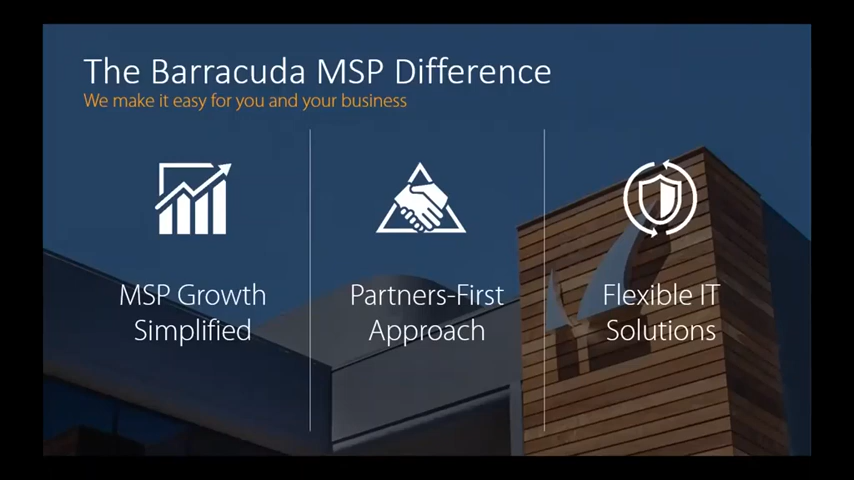 The Barracuda MSP Difference
We make it easy for you and your business
MSP Growth
Simplified
Partners-First
Approach
Flexible IT
Solutions